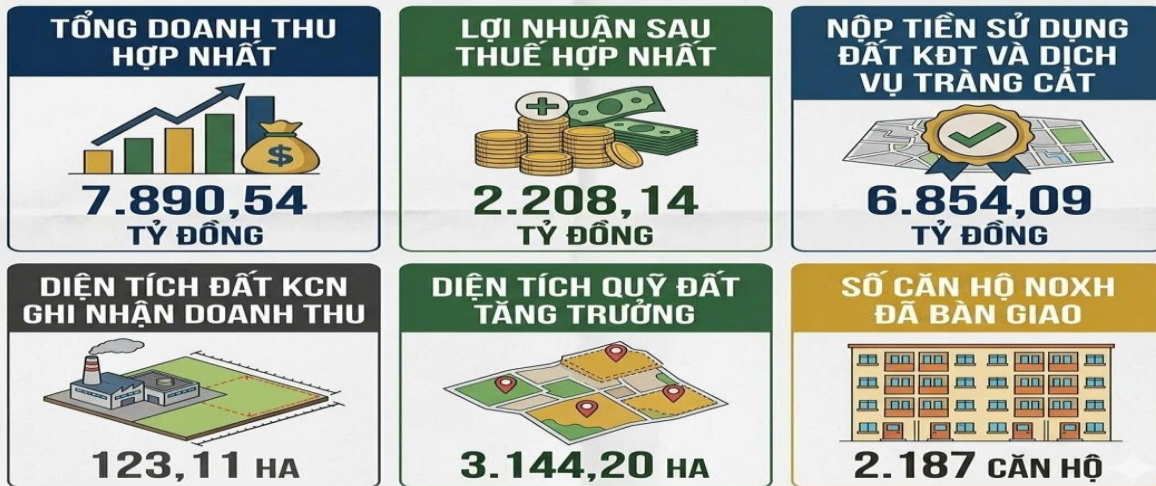 TỔNG DOANH THU
HỢP NHẤT
$
7.890,54
TỶ ĐỒNG
LỢI NHUẬN SAU
THUẾ HỢP NHẤT
2.208,14
TỶ ĐỒNG
NỘP TIỀN SỬ DỤNG
ĐẤT KĐT VÀ DỊCH
VỤ TRÀNG CÁT
6.854,09
TỶ ĐỒNG
DIỆN TÍCH ĐẤT KCN
GHI NHẬN DOANH THU
123,11 HA
DIỆN TÍCH QUỸ ĐẤT
TĂNG TRƯỞNG
3.144,20 HA
SỐ CĂN HỘ NOXH
ĐÃ BÀN GIAO
2.187 CĂN HỘ